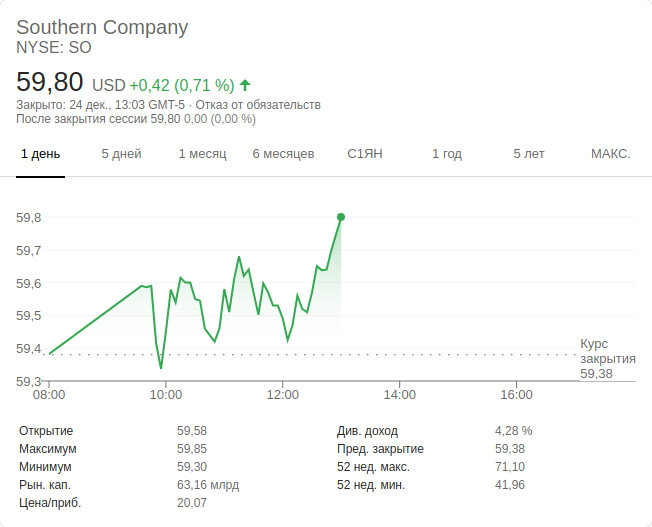 Southern Company
NYSE: SO
59,80 USD +0,42 (0,71 %)
Закрыто: 24 дек., 13:03 GMT-5 · Отказ от обязательств
После закрытия сессии 59,80 0,00 (0,00 %)
1 день 5 дней 1 месяц 6 месяцев С1ЯН 1 год 5 лет МАКС.
59,8
59,7
59,6
59,5
59,4
59,3
Курс
закрытия
59,38
08:00 10:00 12:00 14:00 16:00
Открытие 59,58 Див. доход 4,28 %
Максимум 59,85 Пред. закрытие 59,38
Минимум 59,30 52 нед. макс. 71,10
Рын. кап. 63,16 млрд 52 нед. мин. 41,96
Цена/приб. 20,07